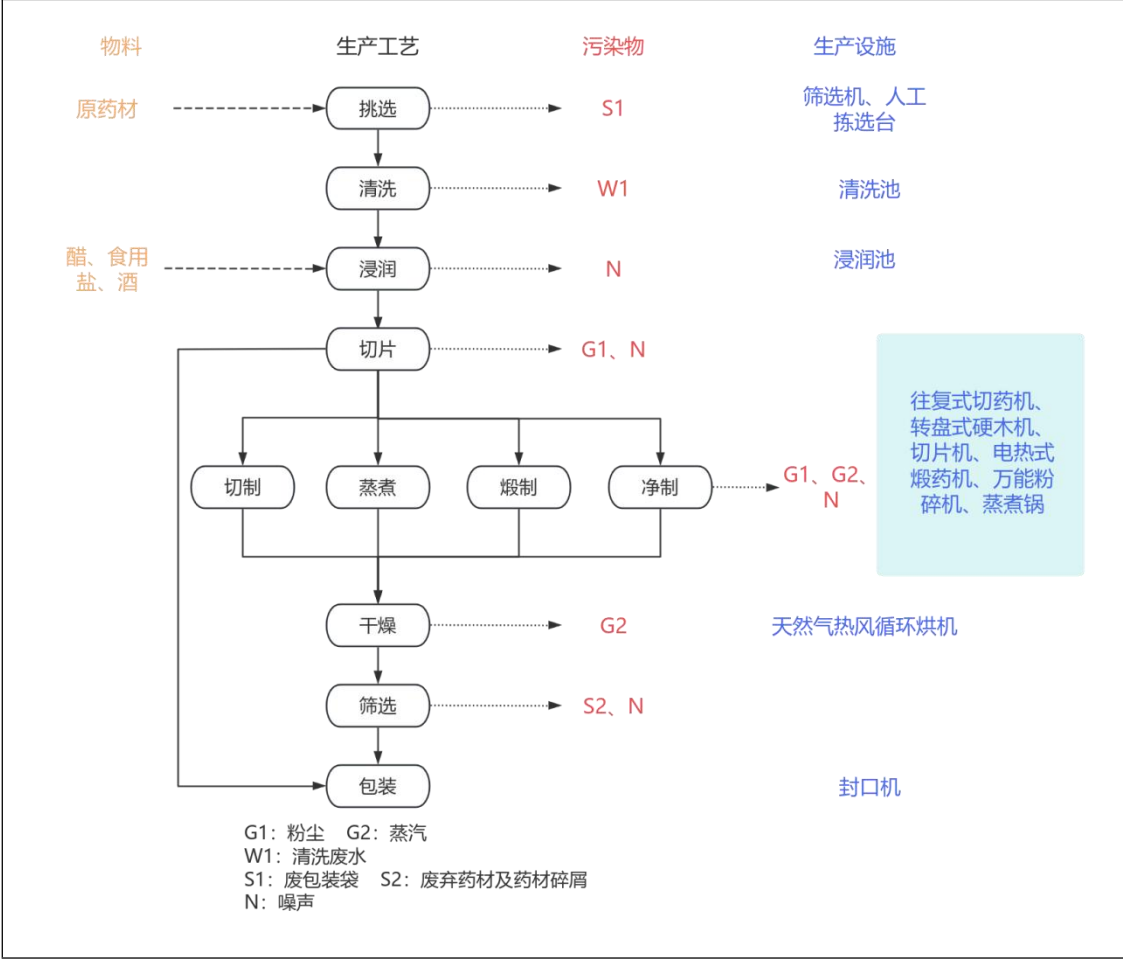 物料 生产工艺 污染物 生产设施
原药材 挑选 S1 筛选机、人工
拣选台
清洗 W1 清洗池
醋、食用
盐、酒 浸润 N 浸润池
切片 G1、N
往复式切药机、
转盘式硬木机、
切片机、电热式
煅药机、万能粉
碎机、蒸煮锅
切制 蒸煮 煅制 净制 G1、G2、
N
干燥 G2 天然气热风循环烘机
筛选 S2、N
包装 封口机
G1：粉尘 G2：蒸汽
W1：清洗废水
S1：废包装袋 S2：废弃药材及药材碎屑
N：噪声